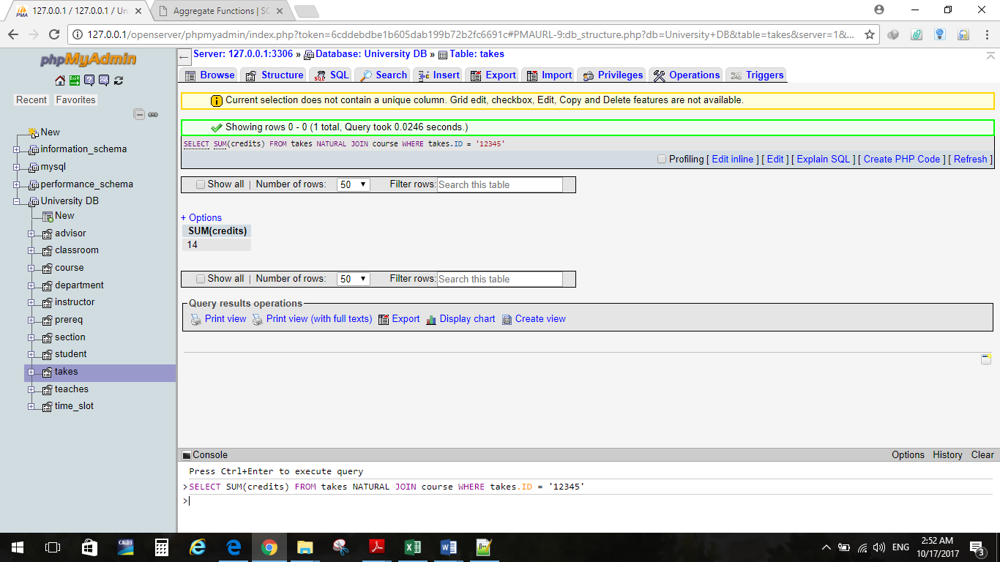 127.0.0.1 / 127.0.0.1 / Un
Aggregate Functions | SC
127.0.0.1/openserver/phpmyadmin/index.php?token=6cddebdbe1b605dab199b72b2fc6691c#PMAURL-9:db_structure.php?db=University+DB&table=takes&server=1&...
phpMyAdmin
Recent Favorites
New
information_schema
mysql
performance_schema
University DB
New
advisor
classroom
course
department
instructor
prereq
section
student
takes
teaches
time_slot
Server: 127.0.0.1:3306 » Database: University DB » Table: takes
Browse Structure SQL Search Insert Export Import Privileges Operations Triggers
Current selection does not contain a unique column. Grid edit, checkbox, Edit, Copy and Delete features are not available.
Showing rows 0 - 0 (1 total, Query took 0.0246 seconds.)
SELECT SUM(credits) FROM takes NATURAL JOIN course WHERE takes.ID = '12345'
Profiling [ Edit inline ] [ Edit ] [ Explain SQL ] [ Create PHP Code ] [ Refresh ]
Show all | Number of rows: 50 Filter rows: Search this table
+ Options
SUM(credits)
14
Show all | Number of rows: 50 Filter rows: Search this table
Query results operations
Print view Print view (with full texts) Export Display chart Create view
Console Options History Clear
Press Ctrl+Enter to execute query
>SELECT SUM(credits) FROM takes NATURAL JOIN course WHERE takes.ID = '12345'
>
CALD3
ENG
2:52 AM
10/17/2017
3